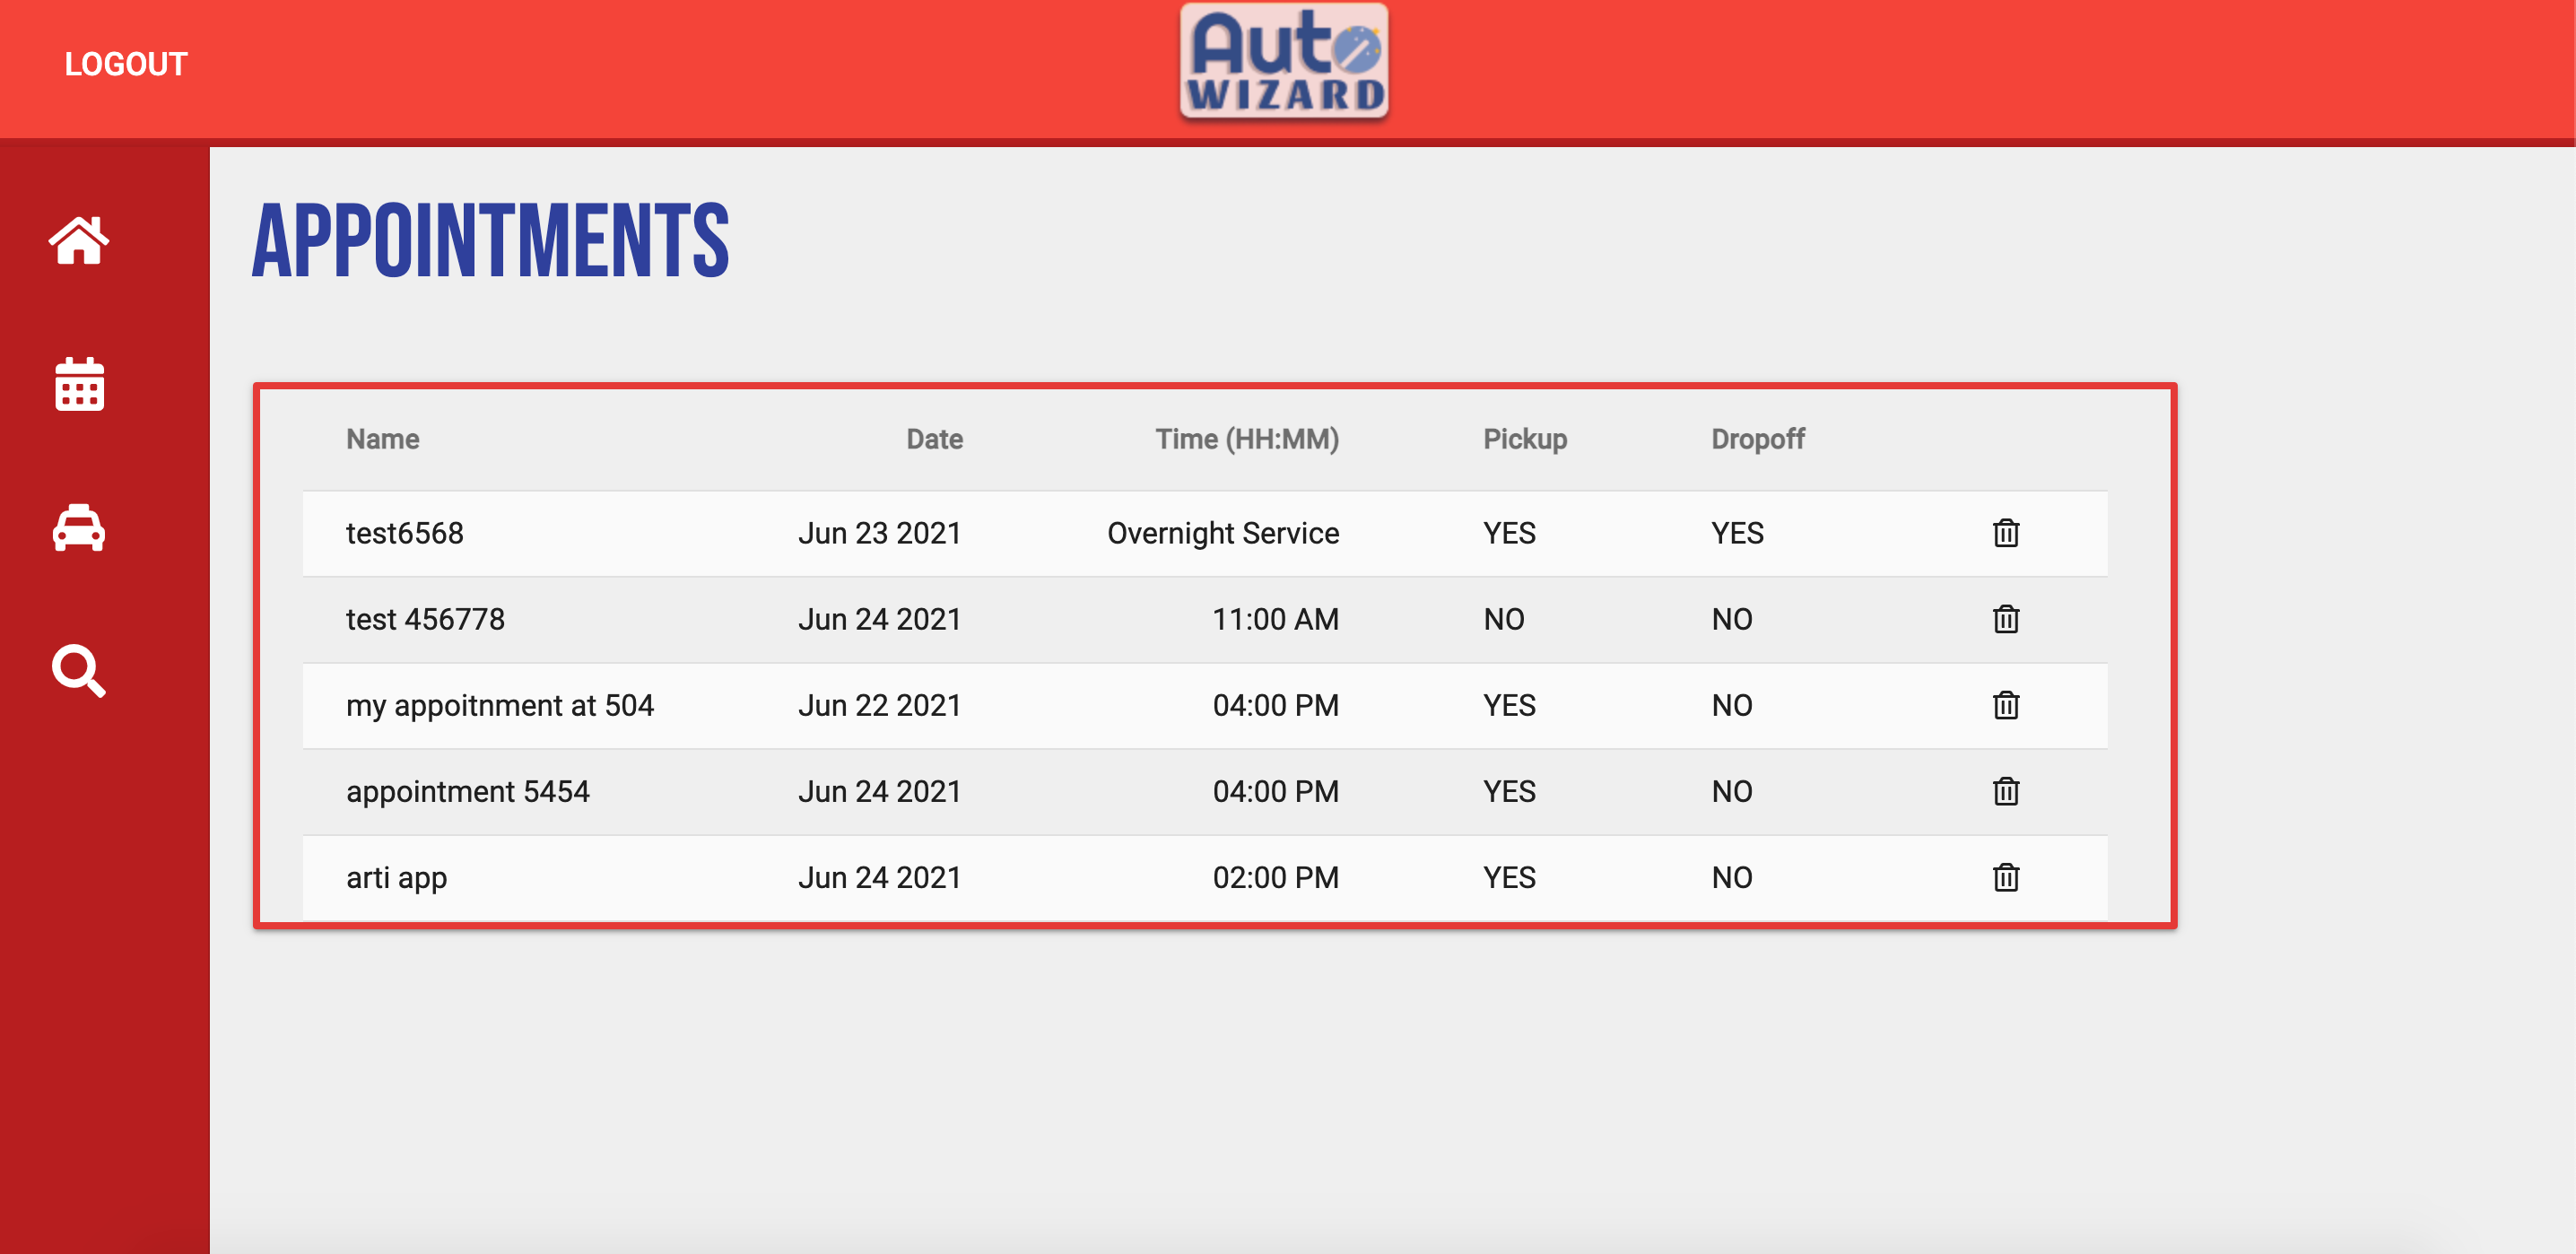 LOGOUT
Auto
WIZARD
APPOINTMENTS
Name Date Time (HH:MM) Pickup Dropoff
test6568 Jun 23 2021 Overnight Service YES YES
test 456778 Jun 24 2021 11:00 AM NO NO
my appoitnment at 504 Jun 22 2021 04:00 PM YES NO
appointment 5454 Jun 24 2021 04:00 PM YES NO
arti app Jun 24 2021 02:00 PM YES NO